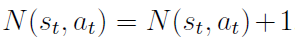 N(s_t, a_t) = N(s_t, a_t) + 1